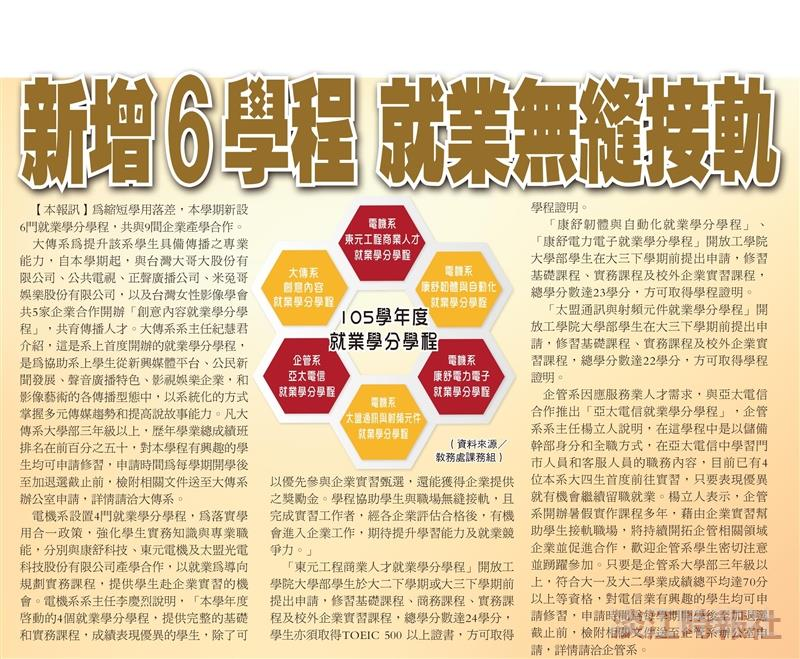 新增6學程 就業無縫接軌
【本報訊】為縮短學用落差，本學期新設
6門就業學分學程，共與9間企業產學合作。
大傳系為提升該系學生具備傳播之專業
能力，自本學期起，與台灣大哥大股份有
限公司、公共電視、正聲廣播公司、米兔哥
娛樂股份有限公司，以及台灣女性影像學會
共5家企業合作開辦「創意內容就業學分學
程」，共育傳播人才。大傳系系主任紀慧君
介紹，這是系上首度開辦的就業學分學程，
是為協助系上學生從新興媒體平台、公民新
聞發展、聲音廣播特色、影視娛樂企業，和
影像藝術的各傳播型態中，以系統化的方式
掌握多元傳媒趨勢和提高說故事能力。凡大
傳系大學部三年級以上，歷年學業總成績班
排名在前百分之五十，對本學程有興趣的學
生均可申請修習，申請時間為每學期開學後
至加退選截止前，檢附相關文件送至大傳系
辦公室申請，詳情請洽大傳系。
電機系設置4門就業學分學程，為落實學
用合一政策，強化學生實務知識與專業職
能，分別與康舒科技、東元電機及太盟光電
科技股份有限公司產學合作，以就業為導向
規劃實務課程，提供學生赴企業實習的機
會。電機系系主任李慶烈說明，「本學年度
啓動的4個就業學分學程，提供完整的基礎
和實務課程，成績表現優異的學生，除了可
電機系
東元工程商業人才
就業學分學程
大傳系
創意內容
就業學分學程
電機系
康舒韌體與自動化
就業學分學程
105學年度
就業學分學程
企管系
亞太電信
就業學分學程
電機系
康舒電力電子
就業學分學程
電機系
太盟通訊與射頻元件
就業學分學程
（資料來源／
教務處課務組）
以優先參與企業實習甄選，還能獲得企業提供
之獎勵金。學程協助學生與職場無縫接軌，且
完成實習工作者，經各企業評估合格後，有機
會進入企業工作，期待提升學習能力及就業競
爭力。」
「東元工程商業人才就業學分學程」開放工
學院大學部學生於大二下學期或大三下學期前
提出申請，修習基礎課程、商務課程、實務課
程及校外企業實習課程，總學分數達24學分，
學生亦須取得TOEIC 500 以上證書，方可取得
學程證明。
「康舒韌體與自動化就業學分學程」、
「康舒電力電子就業學分學程」開放工學院
大學部學生在大三下學期前提出申請，修習
基礎課程、實務課程及校外企業實習課程，
總學分數達23學分，方可取得學程證明。
「太盟通訊與射頻元件就業學分學程」開
放工學院大學部學生在大三下學期前提出申
請，修習基礎課程、實務課程及校外企業實
習課程，總學分數達22學分，方可取得學程
證明。
企管系因應服務業人才需求，與亞太電信
合作推出「亞太電信就業學分學程」，企管
系系主任楊立人說明，在這學程中是以儲備
幹部身分和全職方式，在亞太電信中學習門
市人員和客服人員的職務內容，目前已有4
位本系大四生首度前往實習，只要表現優異
就有機會繼續留職就業。楊立人表示，企管
系開辦暑假實作課程多年，藉由企業實習幫
助學生接軌職場，將持續開拓企管相關領域
企業並促進合作，歡迎企管系學生密切注意
並踴躍參加。只要是企管系大學部三年級以
上，符合大一及大二學業成績總平均達70分
以上等資格，對電信業有興趣的學生均可申
請修習，申請時間為每學期開學後至加退選
截止前，檢附相關文件送至企管系辦公室申
請，詳情請洽企管系。
淡江時報社